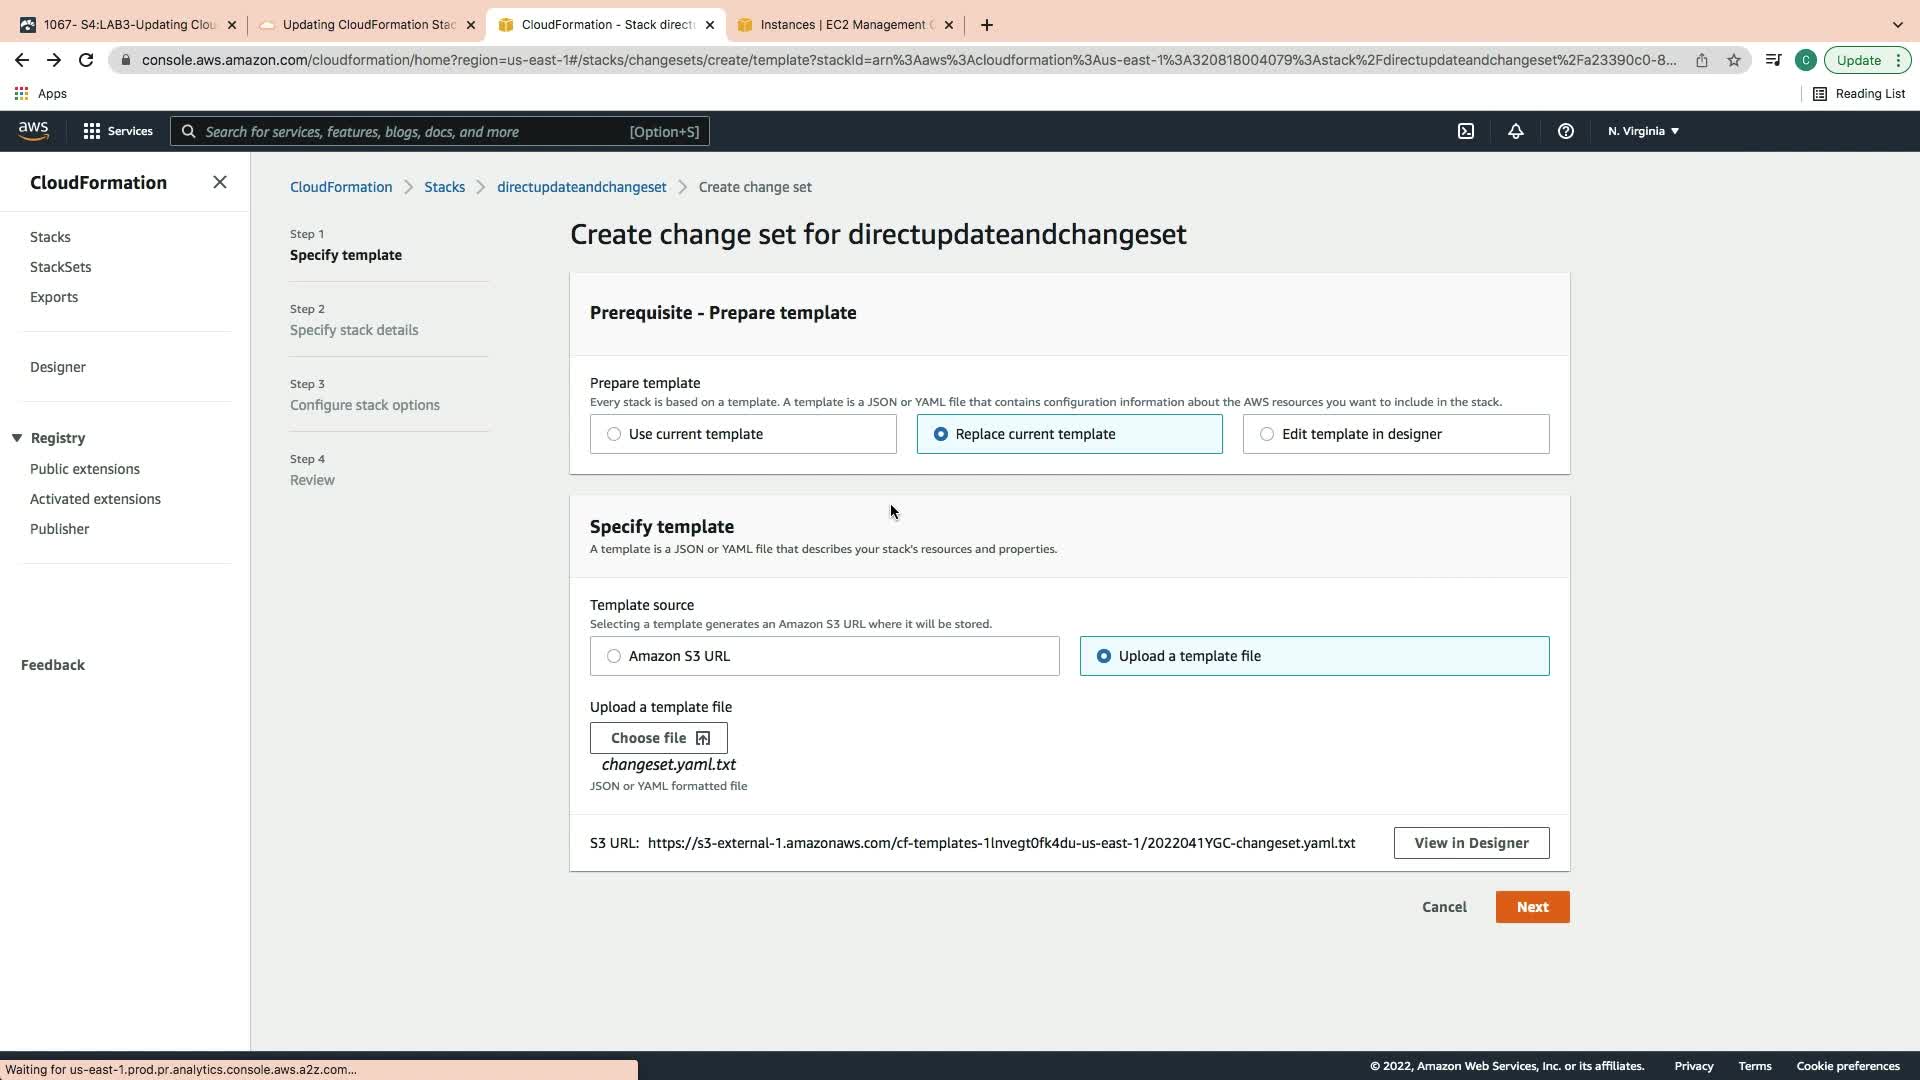 1067- S4:LAB3-Updating Clou
Updating CloudFormation Stac
CloudFormation - Stack directu
Instances | EC2 Management C
console.aws.amazon.com/cloudformation/home?region=us-east-1#/stacks/changesets/create/template?stackId=arn%3Aaws%3Acloudformation%3Aus-east-1%3A320818004079%3Astack%2Fdirectupdateandchangeset%2Fa23390c0-8...
C
Update
Apps
Reading List
aws
Services
Search for services, features, blogs, docs, and more
[Option+S]
N. Virginia ▼
CloudFormation
Stacks
StackSets
Exports
Designer
Registry
Public extensions
Activated extensions
Publisher
Feedback
CloudFormation
Stacks
directupdateandchangeset
Create change set
Step 1
Specify template
Step 2
Specify stack details
Step 3
Configure stack options
Step 4
Review
Create change set for directupdateandchangeset
Prerequisite - Prepare template
Prepare template
Every stack is based on a template. A template is a JSON or YAML file that contains configuration information about the AWS resources you want to include in the stack.
Use current template
Replace current template
Edit template in designer
Specify template
A template is a JSON or YAML file that describes your stack's resources and properties.
Template source
Selecting a template generates an Amazon S3 URL where it will be stored.
Amazon S3 URL
Upload a template file
Upload a template file
Choose file
changeset.yaml.txt
JSON or YAML formatted file
S3 URL: https://s3-external-1.amazonaws.com/cf-templates-1lnvegt0fk4du-us-east-1/2022041YGC-changeset.yaml.txt
View in Designer
Cancel
Next
Waiting for us-east-1.prod.pr.analytics.console.aws.a2z.com...
© 2022, Amazon Web Services, Inc. or its affiliates.
Privacy
Terms
Cookie preferences